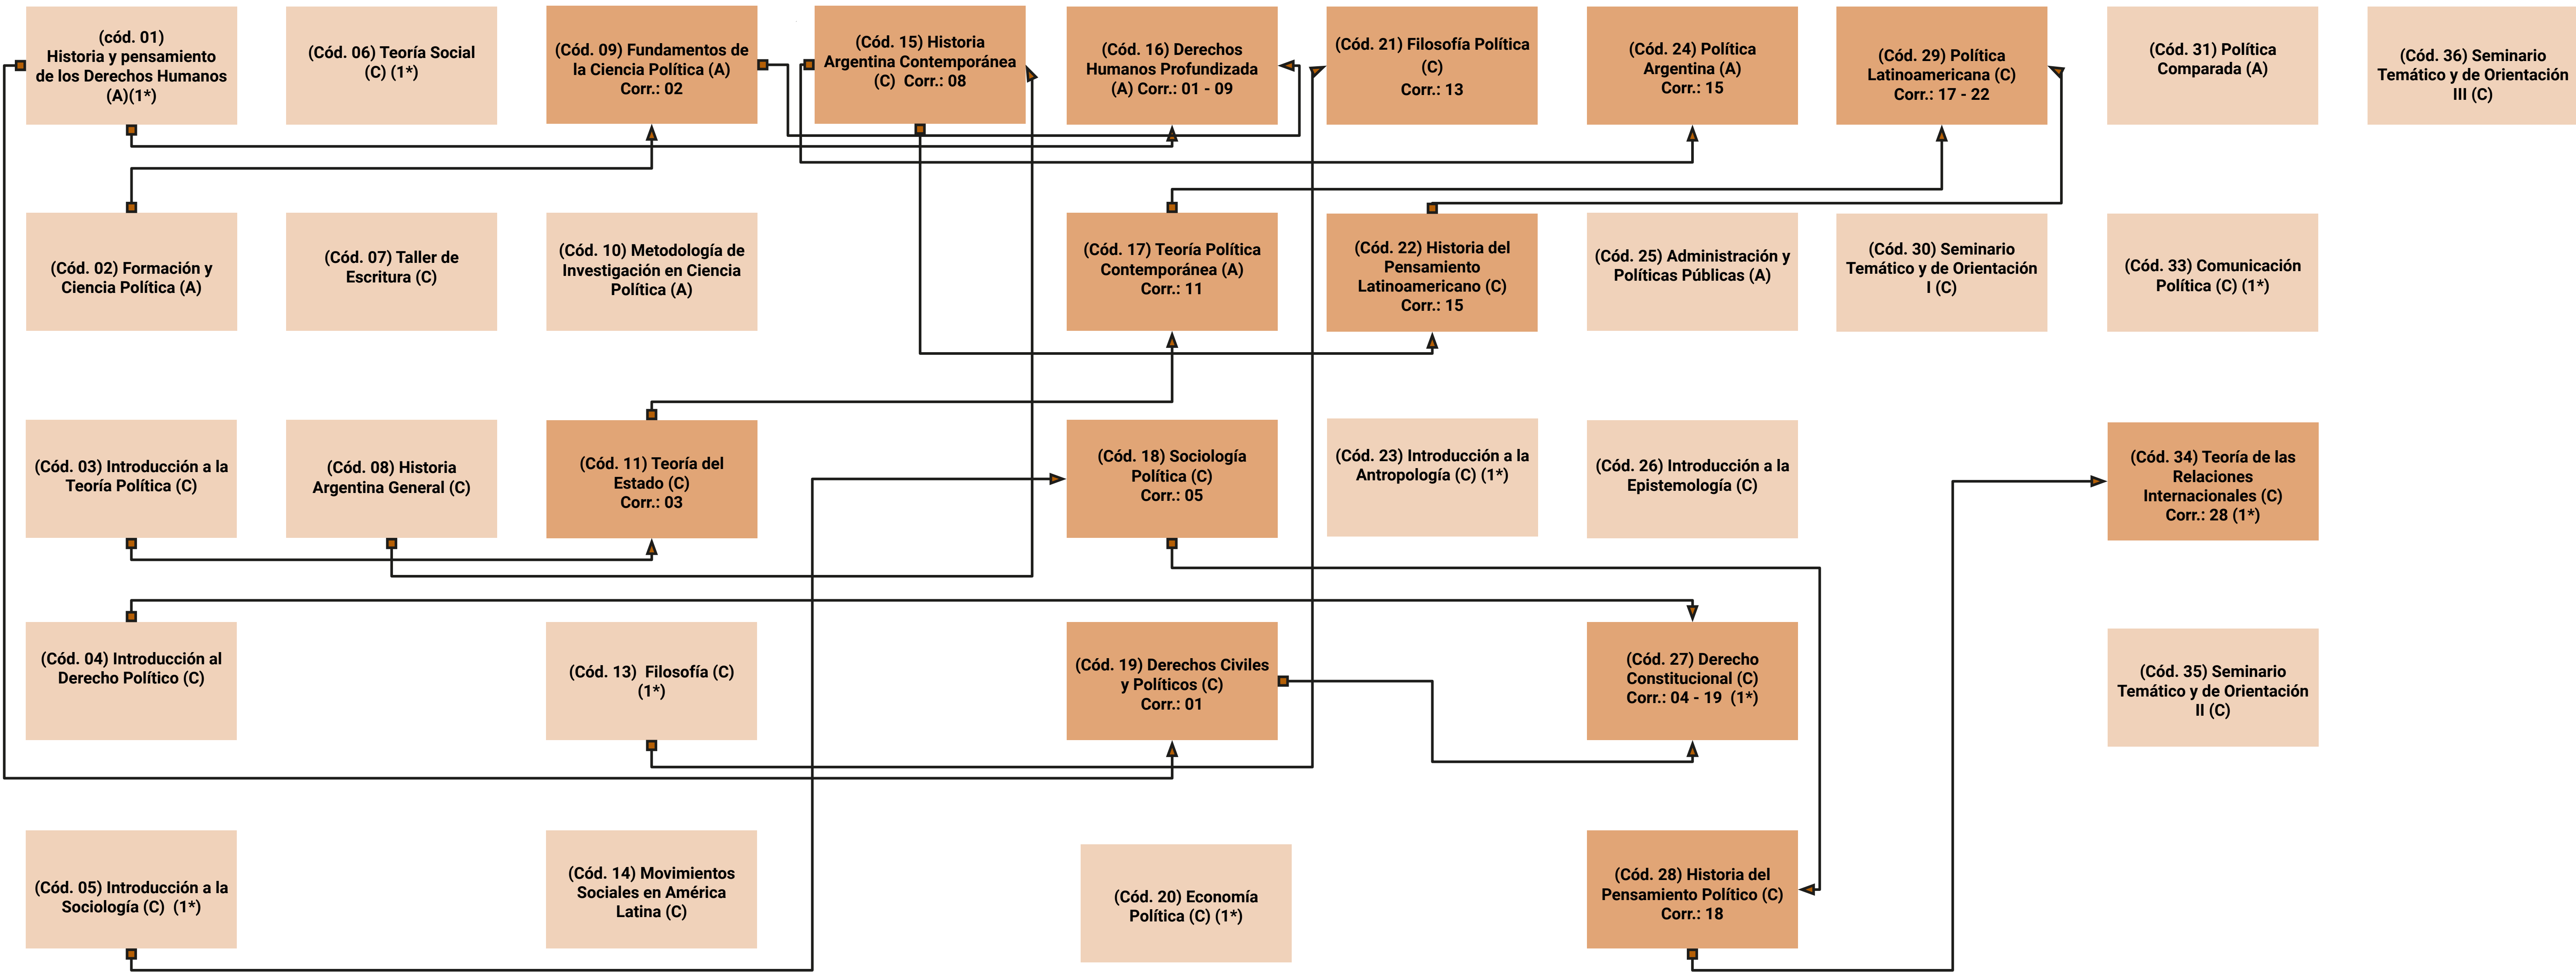 (cód. 01)
Historia y pensamiento
de los Derechos Humanos
(A)(1*)
(Cód. 06) Teoría Social
(C) (1*)
(Cód. 09) Fundamentos de
la Ciencia Política (A)
Corr.: 02
(Cód. 15) Historia
Argentina Contemporánea
(C) Corr.: 08
(Cód. 16) Derechos
Humanos Profundizada
(A) Corr.: 01 - 09
(Cód. 21) Filosofía Política
(C)
Corr.: 13
(Cód. 24) Política
Argentina (A)
Corr.: 15
(Cód. 29) Política
Latinoamericana (C)
Corr.: 17 - 22
(Cód. 31) Política
Comparada (A)
(Cód. 36) Seminario
Temático y de Orientación
III (C)
(Cód. 02) Formación y
Ciencia Política (A)
(Cód. 07) Taller de
Escritura (C)
(Cód. 10) Metodología de
Investigación en Ciencia
Política (A)
(Cód. 17) Teoría Política
Contemporánea (A)
Corr.: 11
(Cód. 22) Historia del
Pensamiento
Latinoamericano (C)
Corr.: 15
(Cód. 25) Administración y
Políticas Públicas (A)
(Cód. 30) Seminario
Temático y de Orientación
I (C)
(Cód. 33) Comunicación
Política (C) (1*)
(Cód. 03) Introducción a la
Teoría Política (C)
(Cód. 08) Historia
Argentina General (C)
(Cód. 11) Teoría del
Estado (C)
Corr.: 03
(Cód. 18) Sociología
Política (C)
Corr.: 05
(Cód. 23) Introducción a la
Antropología (C) (1*)
(Cód. 26) Introducción a la
Epistemología (C)
(Cód. 34) Teoría de las
Relaciones
Internacionales (C)
Corr.: 28 (1*)
(Cód. 04) Introducción al
Derecho Político (C)
(Cód. 13) Filosofía (C)
(1*)
(Cód. 19) Derechos Civiles
y Políticos (C)
Corr.: 01
(Cód. 27) Derecho
Constitucional (C)
Corr.: 04 - 19 (1*)
(Cód. 35) Seminario
Temático y de Orientación
II (C)
(Cód. 05) Introducción a la
Sociología (C) (1*)
(Cód. 14) Movimientos
Sociales en América
Latina (C)
(Cód. 20) Economía
Política (C) (1*)
(Cód. 28) Historia del
Pensamiento Político (C)
Corr.: 18